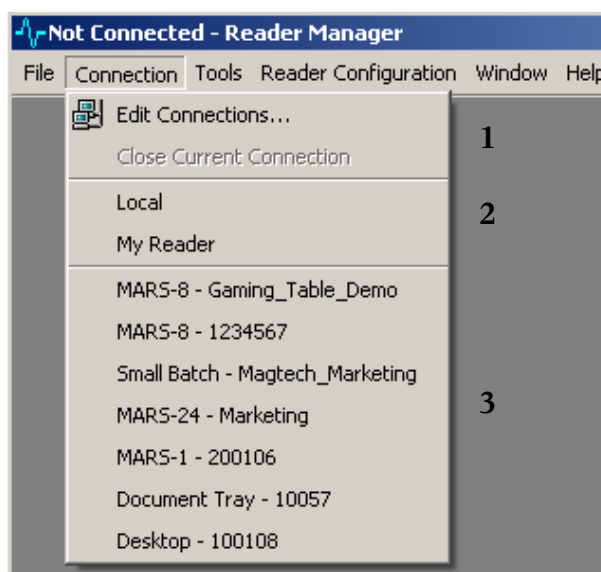 Not Connected - Reader Manager
File Connection Tools Reader Configuration Window Help
Edit Connections...
1
Close Current Connection
Local
2
My Reader
MARS-8 - Gaming_Table_Demo
MARS-8 - 1234567
Small Batch - Magtech_Marketing
3
MARS-24 - Marketing
MARS-1 - 200106
Document Tray - 10057
Desktop - 100108